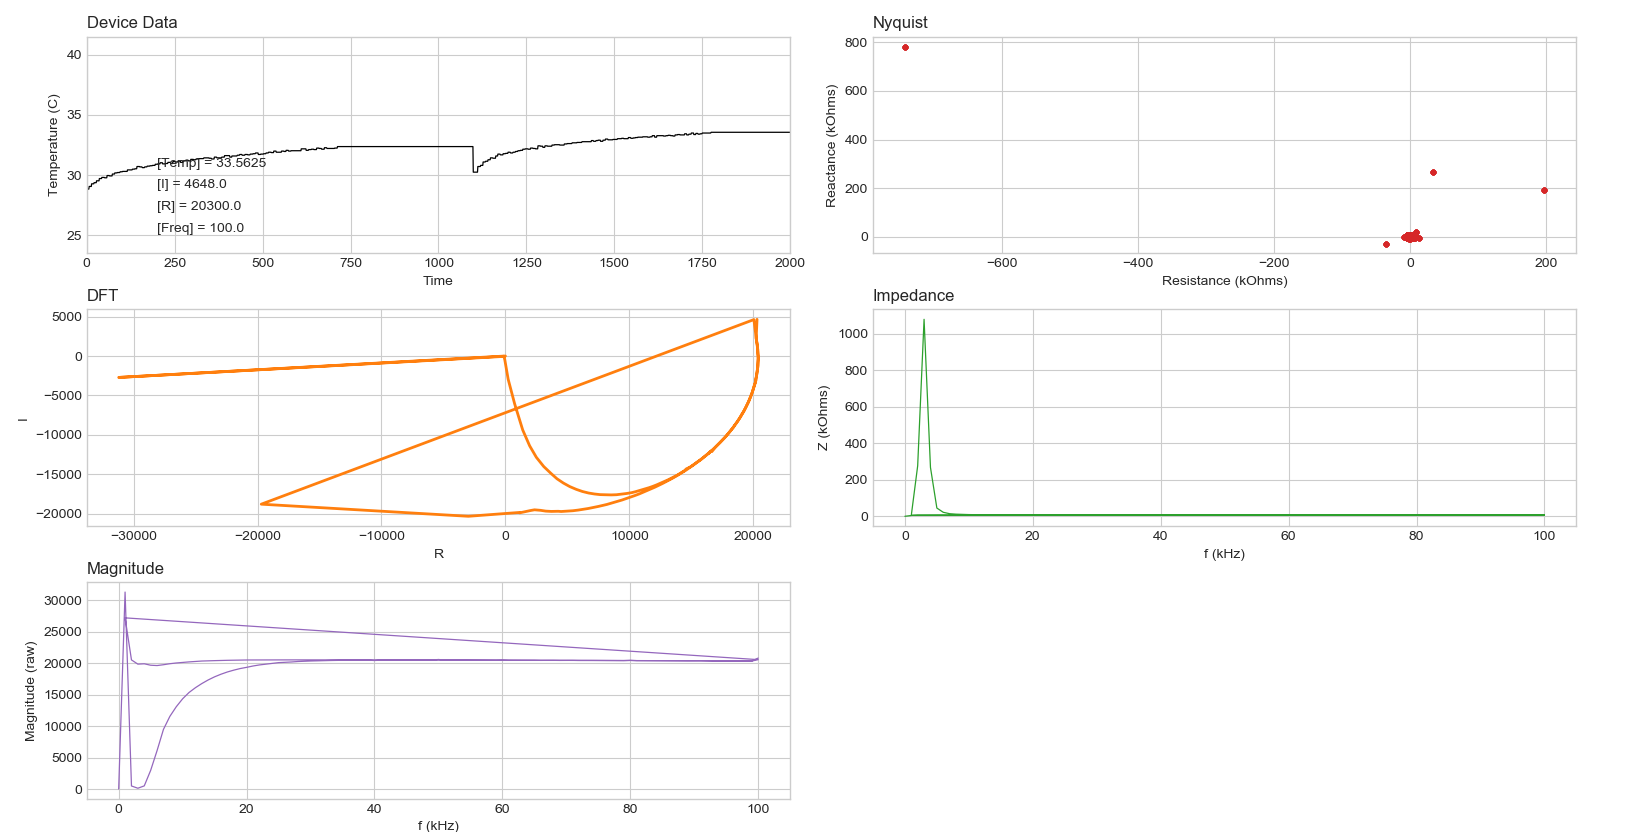 Device Data
Temperature (C)
40
35
30
25
[Temp] = 33.5625
[I] = 4648.0
[R] = 20300.0
[Freq] = 100.0
0 250 500 750 1000 1250 1500 1750 2000
Time
Nyquist
Reactance (kOhms)
800
600
400
200
0
−600 −400 −200 0 200
Resistance (kOhms)
DFT
I
5000
0
−5000
−10000
−15000
−20000
−30000 −20000 −10000 0 10000 20000
R
Impedance
Z (kOhms)
1000
800
600
400
200
0
0 20 40 60 80 100
f (kHz)
Magnitude
Magnitude (raw)
30000
25000
20000
15000
10000
5000
0
0 20 40 60 80 100
f (kHz)